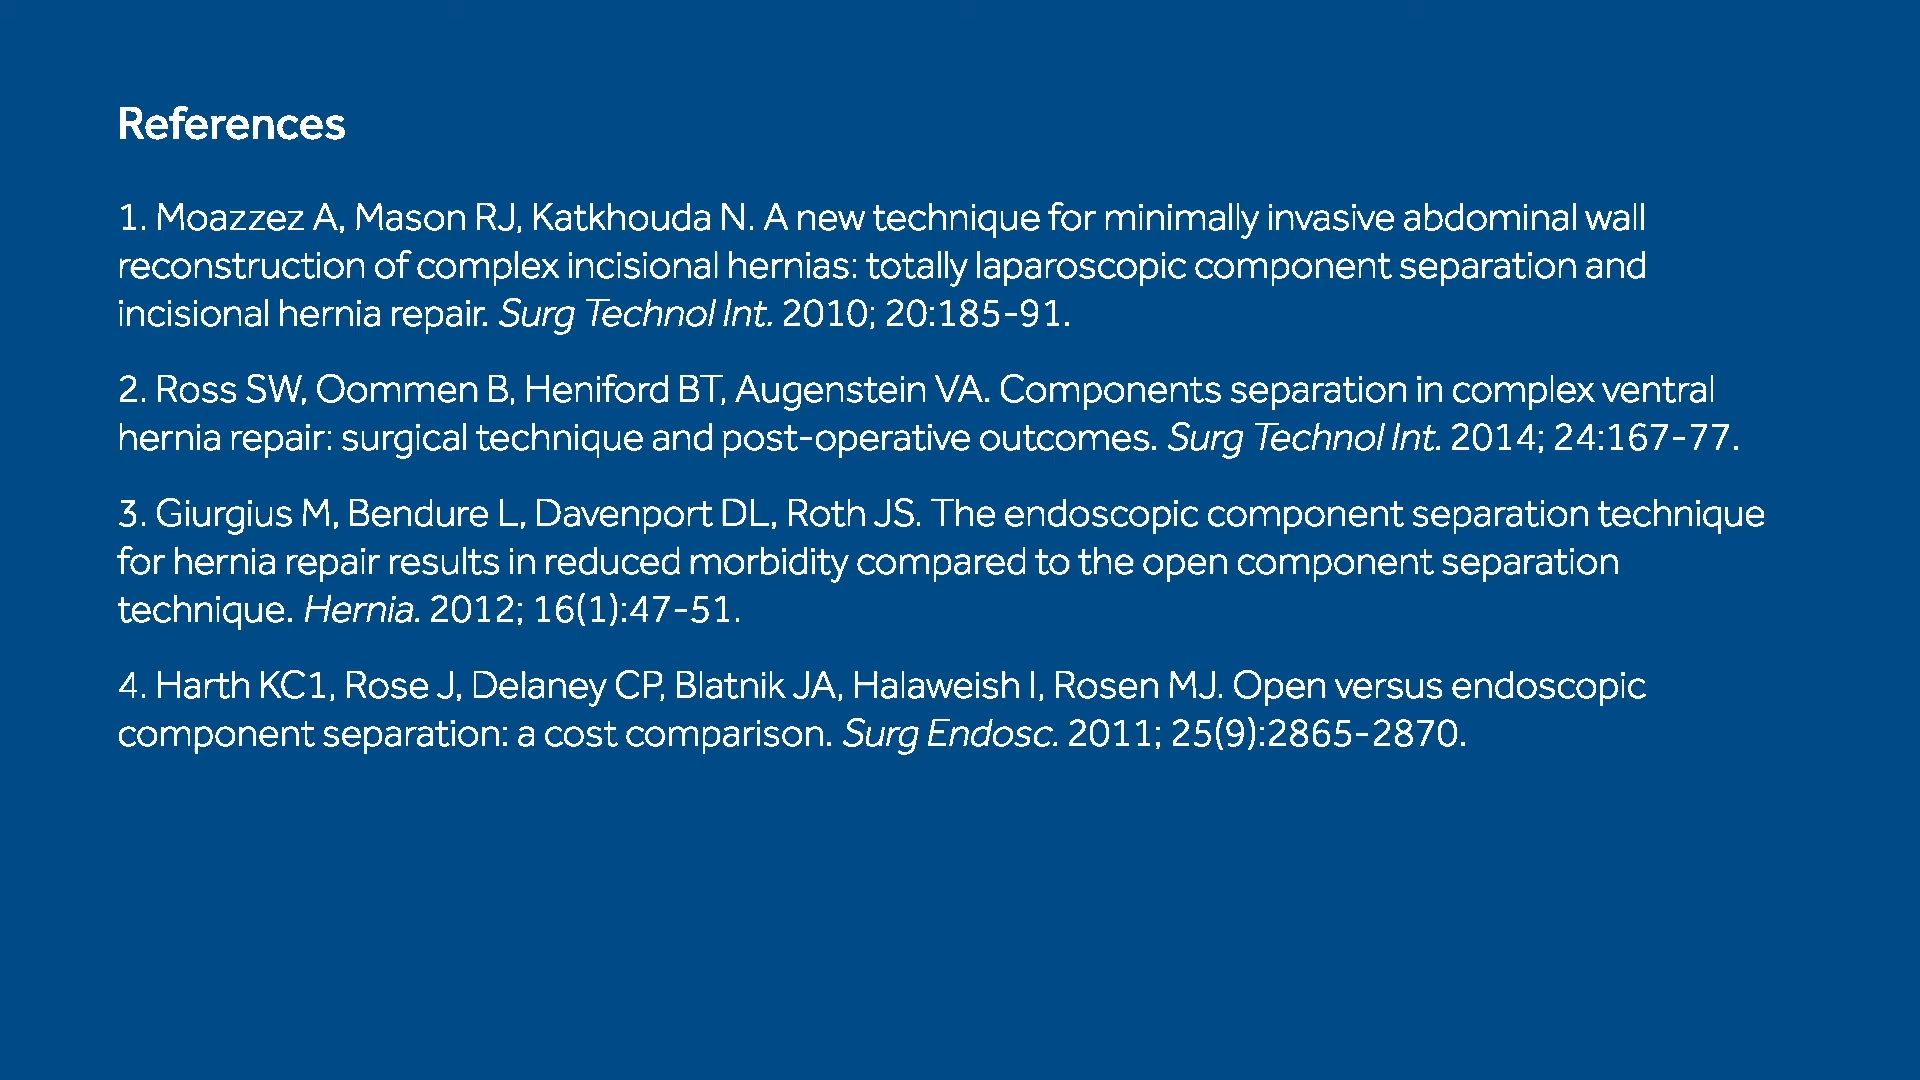 References
1. Moazzez A, Mason RJ, Katkhouda N. A new technique for minimally invasive abdominal wall
reconstruction of complex incisional hernias: totally laparoscopic component separation and
incisional hernia repair. Surg Technol Int. 2010; 20:185-91.
2. Ross SW, Oommen B, Heniford BT, Augenstein VA. Components separation in complex ventral
hernia repair: surgical technique and post-operative outcomes. Surg Technol Int. 2014; 24:167-77.
3. Giurgius M, Bendure L, Davenport DL, Roth JS. The endoscopic component separation technique
for hernia repair results in reduced morbidity compared to the open component separation
technique. Hernia. 2012; 16(1):47-51.
4. Harth KC1, Rose J, Delaney CP, Blatnik JA, Halaweish I, Rosen MJ. Open versus endoscopic
component separation: a cost comparison. Surg Endosc. 2011; 25(9):2865-2870.